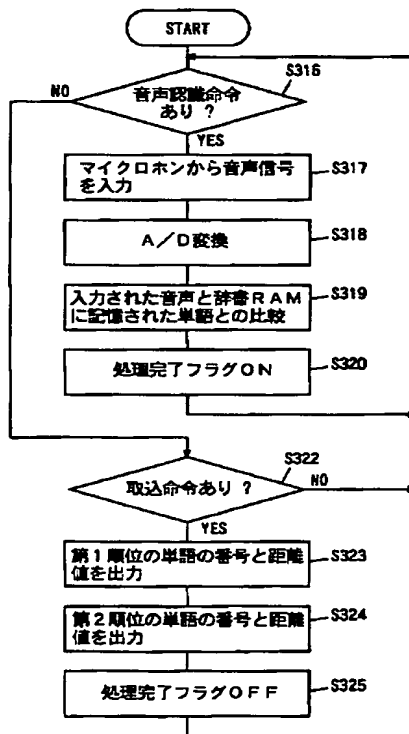 START
S316
NO
音声認識命令
あり ?
YES
マイクロホンから音声信号
を入力
S317
A/D変換
S318
入力された音声と辞書RAM
に記憶された単語との比較
S319
処理完了フラグON
S320
S322
取込命令あり ?
NO
YES
第1順位の単語の番号と距離
値を出力
S323
第2順位の単語の番号と距離
値を出力
S324
処理完了フラグOFF
S325